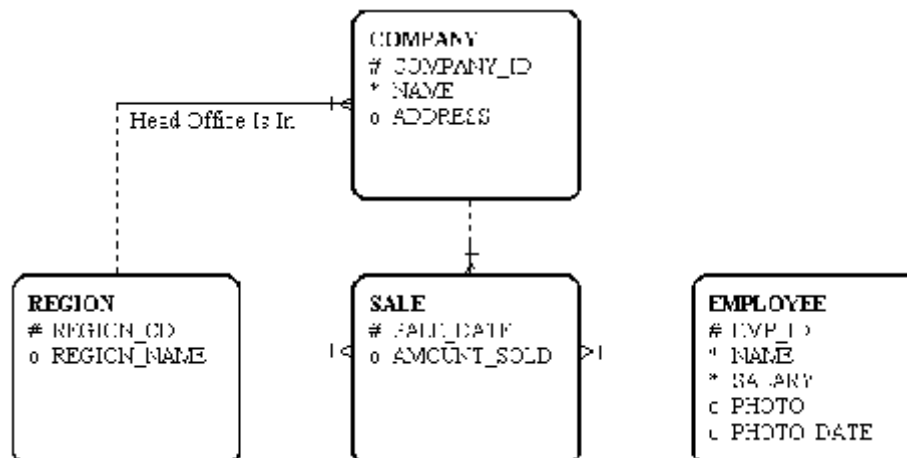 COMPANY
# COMPANY_ID
* NAME
o ADDRESS
Head Office Is In
REGION
# REGION_CD
o REGION_NAME
SALE
# SALE_DATE
o AMOUNT_SOLD
EMPLOYEE
# EMP_ID
* NAME
* SALARY
o PHOTO
o PHOTO_DATE